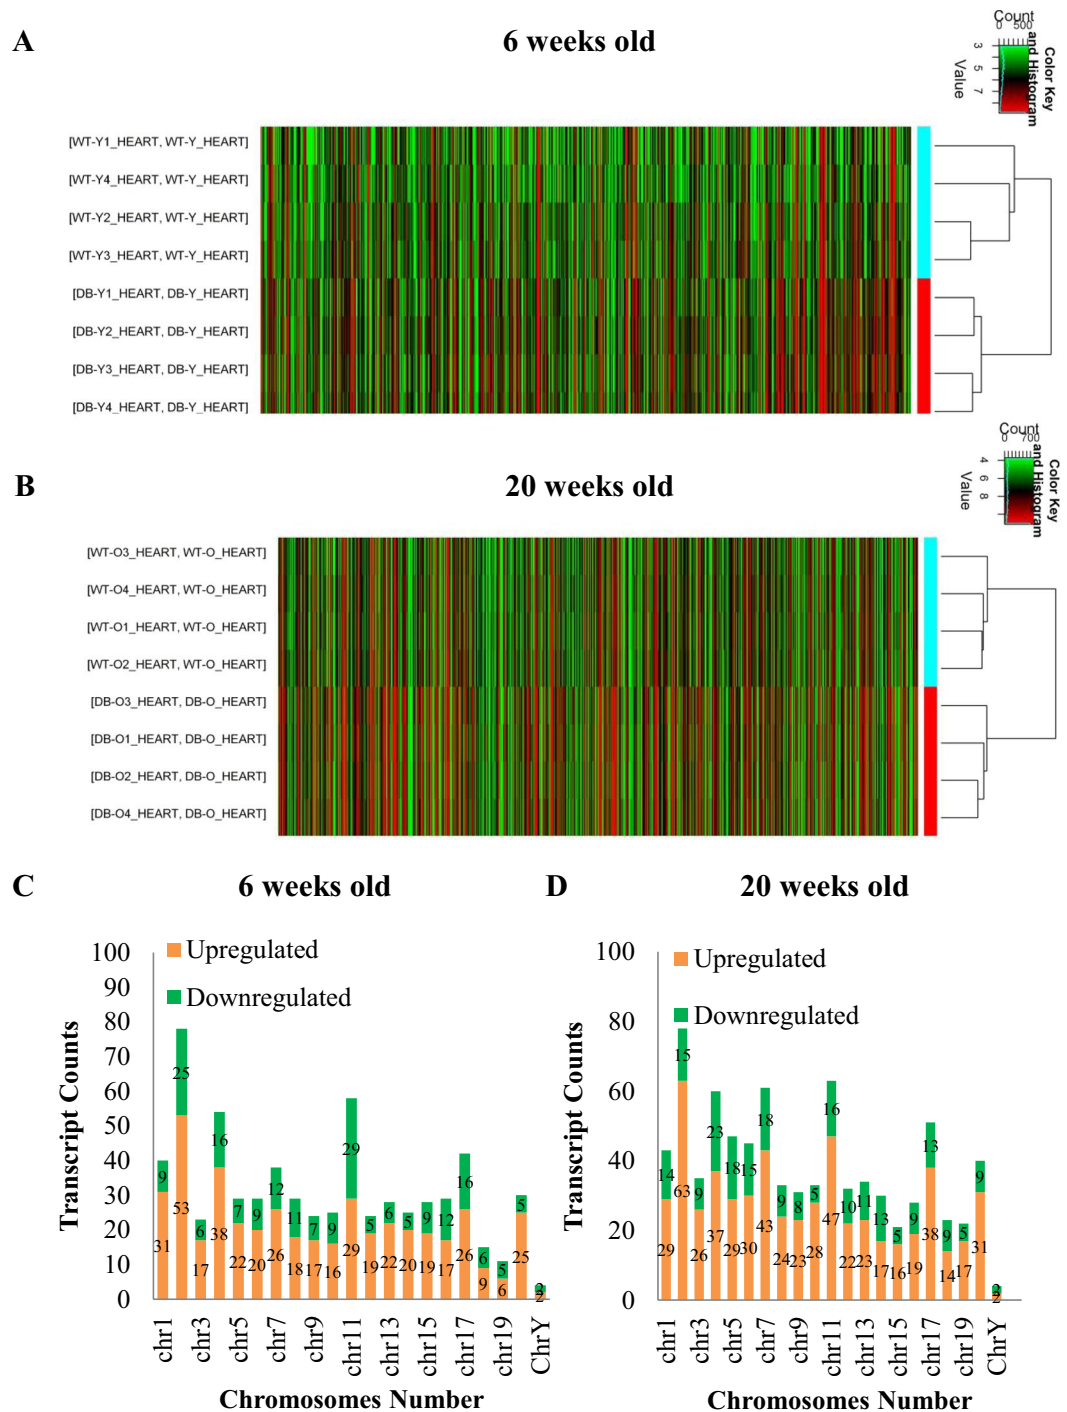 A
6 weeks old
Count
0 500
Color Key
and Histogram
3 5 7
Value
[WT-Y1_HEART, WT-Y_HEART]
[WT-Y4_HEART, WT-Y_HEART]
[WT-Y2_HEART, WT-Y_HEART]
[WT-Y3_HEART, WT-Y_HEART]
[DB-Y1_HEART, DB-Y_HEART]
[DB-Y2_HEART, DB-Y_HEART]
[DB-Y3_HEART, DB-Y_HEART]
[DB-Y4_HEART, DB-Y_HEART]
B
20 weeks old
Count
0 700
Color Key
and Histogram
4 6 8
Value
[WT-O3_HEART, WT-O_HEART]
[WT-O4_HEART, WT-O_HEART]
[WT-O1_HEART, WT-O_HEART]
[WT-O2_HEART, WT-O_HEART]
[DB-O3_HEART, DB-O_HEART]
[DB-O1_HEART, DB-O_HEART]
[DB-O2_HEART, DB-O_HEART]
[DB-O4_HEART, DB-O_HEART]
C
6 weeks old
Upregulated
Downregulated
Transcript Counts
100
90
80
70
60
50
40
30
20
10
0
9 25 6 16 7 9 12 11 7 9 29 5 6 5 9 12 16 6 5 5 2
31 53 17 38 22 20 26 18 17 16 29 19 22 20 19 17 26 9 6 25 2
chr1 chr3 chr5 chr7 chr9 chr11 chr13 chr15 chr17 chr19 ChrY
Chromosomes Number
D
20 weeks old
Upregulated
Downregulated
Transcript Counts
100
80
60
40
20
0
14 15 9 23 18 15 18 9 8 5 16 10 11 13 5 9 13 9 5 9 2
29 63 26 37 29 30 43 24 23 28 47 22 23 17 16 19 38 14 17 31 2
chr1 chr3 chr5 chr7 chr9 chr11 chr13 chr15 chr17 chr19 ChrY
Chromosomes Number